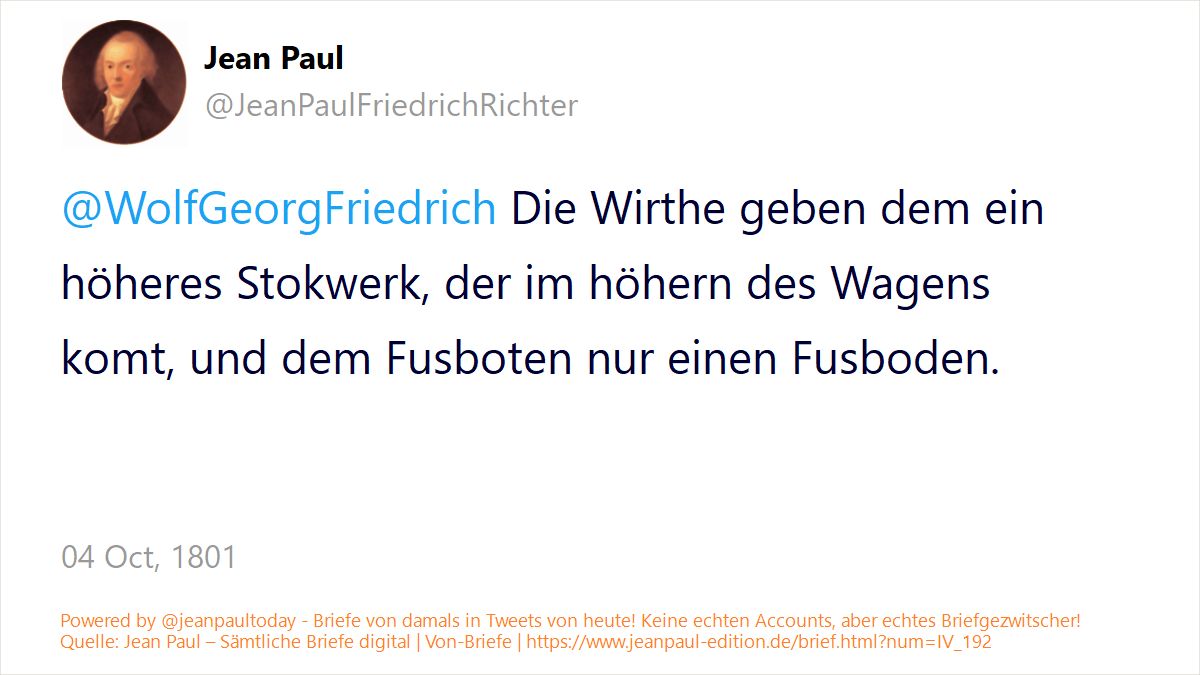 Jean Paul
@JeanPaulFriedrichRichter
@WolfGeorgFriedrich Die Wirthe geben dem ein
höheres Stokwerk, der im höhern des Wagens
komt, und dem Fusboten nur einen Fusboden.
04 Oct, 1801
Powered by @jeanpaultoday - Briefe von damals in Tweets von heute! Keine echten Accounts, aber echtes Briefgezwitscher!
Quelle: Jean Paul – Sämtliche Briefe digital | Von-Briefe | https://www.jeanpaul-edition.de/brief.html?num=IV_192